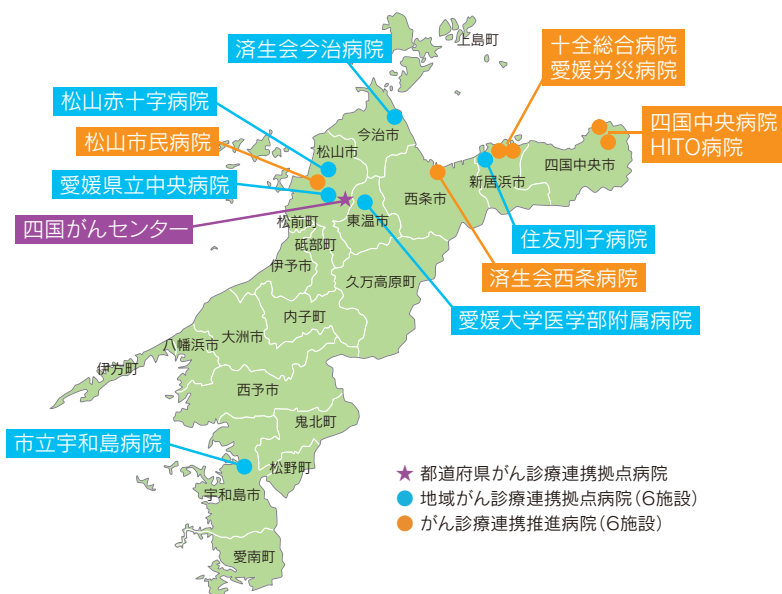 済生会今治病院
上島町
十全総合病院
愛媛労災病院
松山赤十字病院
今治市
四国中央病院
HITO病院
松山市民病院
松山市
四国中央市
新居浜市
愛媛県立中央病院
西条市
四国がんセンター
松前町
東温市
住友別子病院
砥部町
伊予市
久万高原町
済生会西条病院
内子町
愛媛大学医学部附属病院
大洲市
八幡浜市
伊方町
西予市
鬼北町
市立宇和島病院
松野町
宇和島市
愛南町
★ 都道府県がん診療連携拠点病院
● 地域がん診療連携拠点病院(6施設)
● がん診療連携推進病院(6施設)